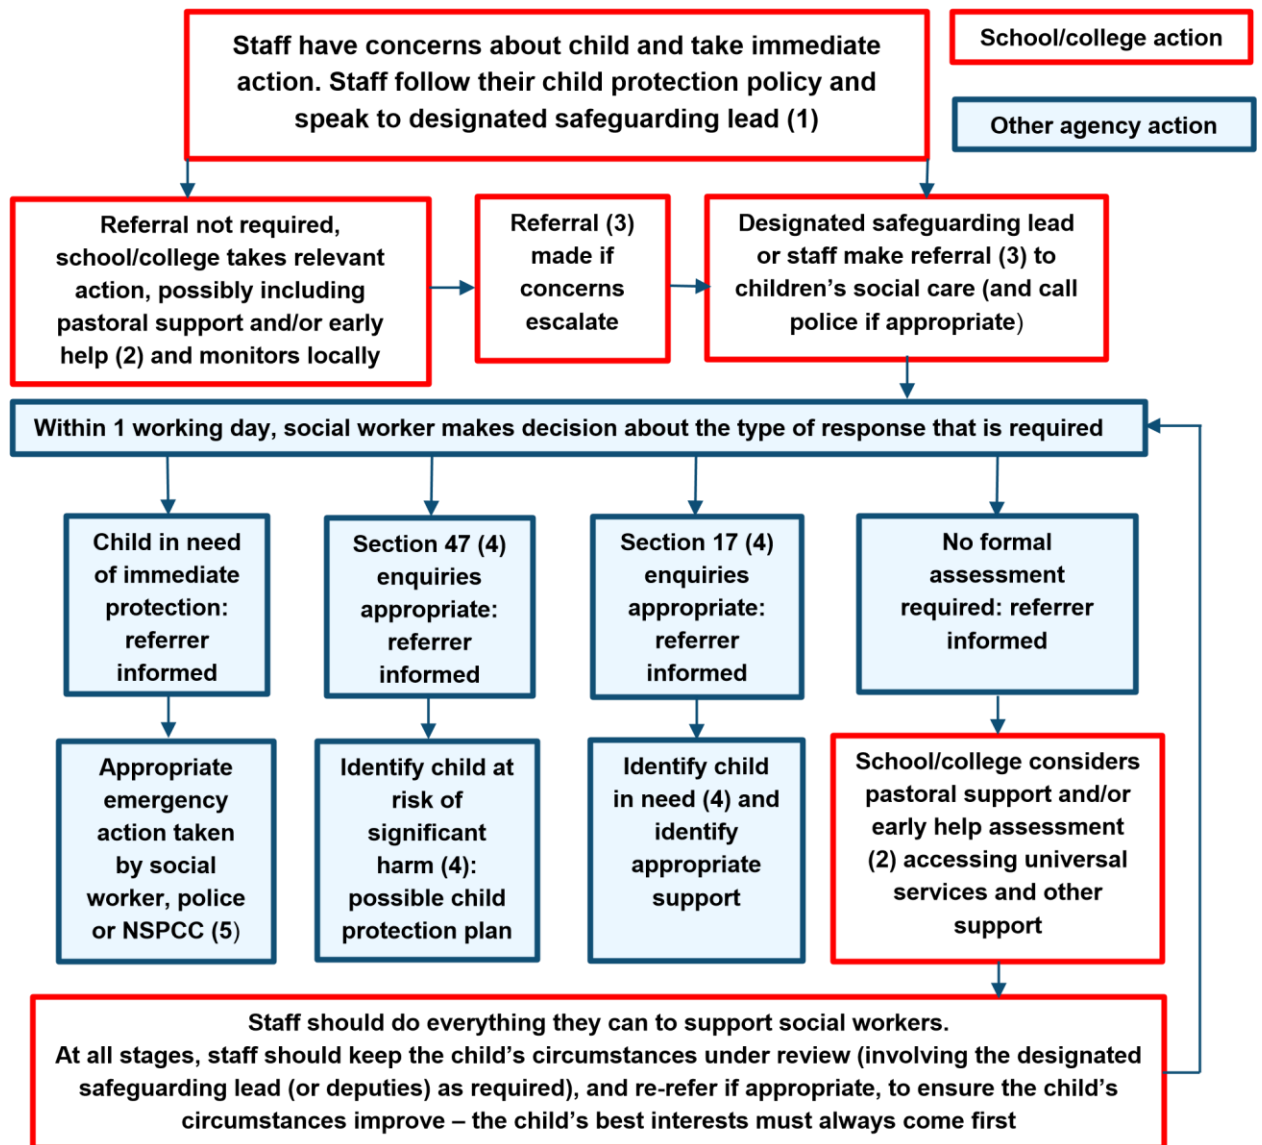 Staff have concerns about child and take immediate
action. Staff follow their child protection policy and
speak to designated safeguarding lead (1)
School/college action
Other agency action
Referral not required,
school/college takes relevant
action, possibly including
pastoral support and/or early
help (2) and monitors locally
Referral (3)
made if
concerns
escalate
Designated safeguarding lead
or staff make referral (3) to
children’s social care (and call
police if appropriate)
Within 1 working day, social worker makes decision about the type of response that is required
Child in need
of immediate
protection:
referrer
informed
Section 47 (4)
enquiries
appropriate:
referrer
informed
Section 17 (4)
enquiries
appropriate:
referrer
informed
No formal
assessment
required: referrer
informed
Appropriate
emergency
action taken
by social
worker, police
or NSPCC (5)
Identify child at
risk of
significant
harm (4):
possible child
protection plan
Identify child
in need (4) and
identify
appropriate
support
School/college considers
pastoral support and/or
early help assessment
(2) accessing universal
services and other
support
Staff should do everything they can to support social workers.
At all stages, staff should keep the child’s circumstances under review (involving the designated
safeguarding lead (or deputies) as required), and re-refer if appropriate, to ensure the child’s
circumstances improve – the child’s best interests must always come first